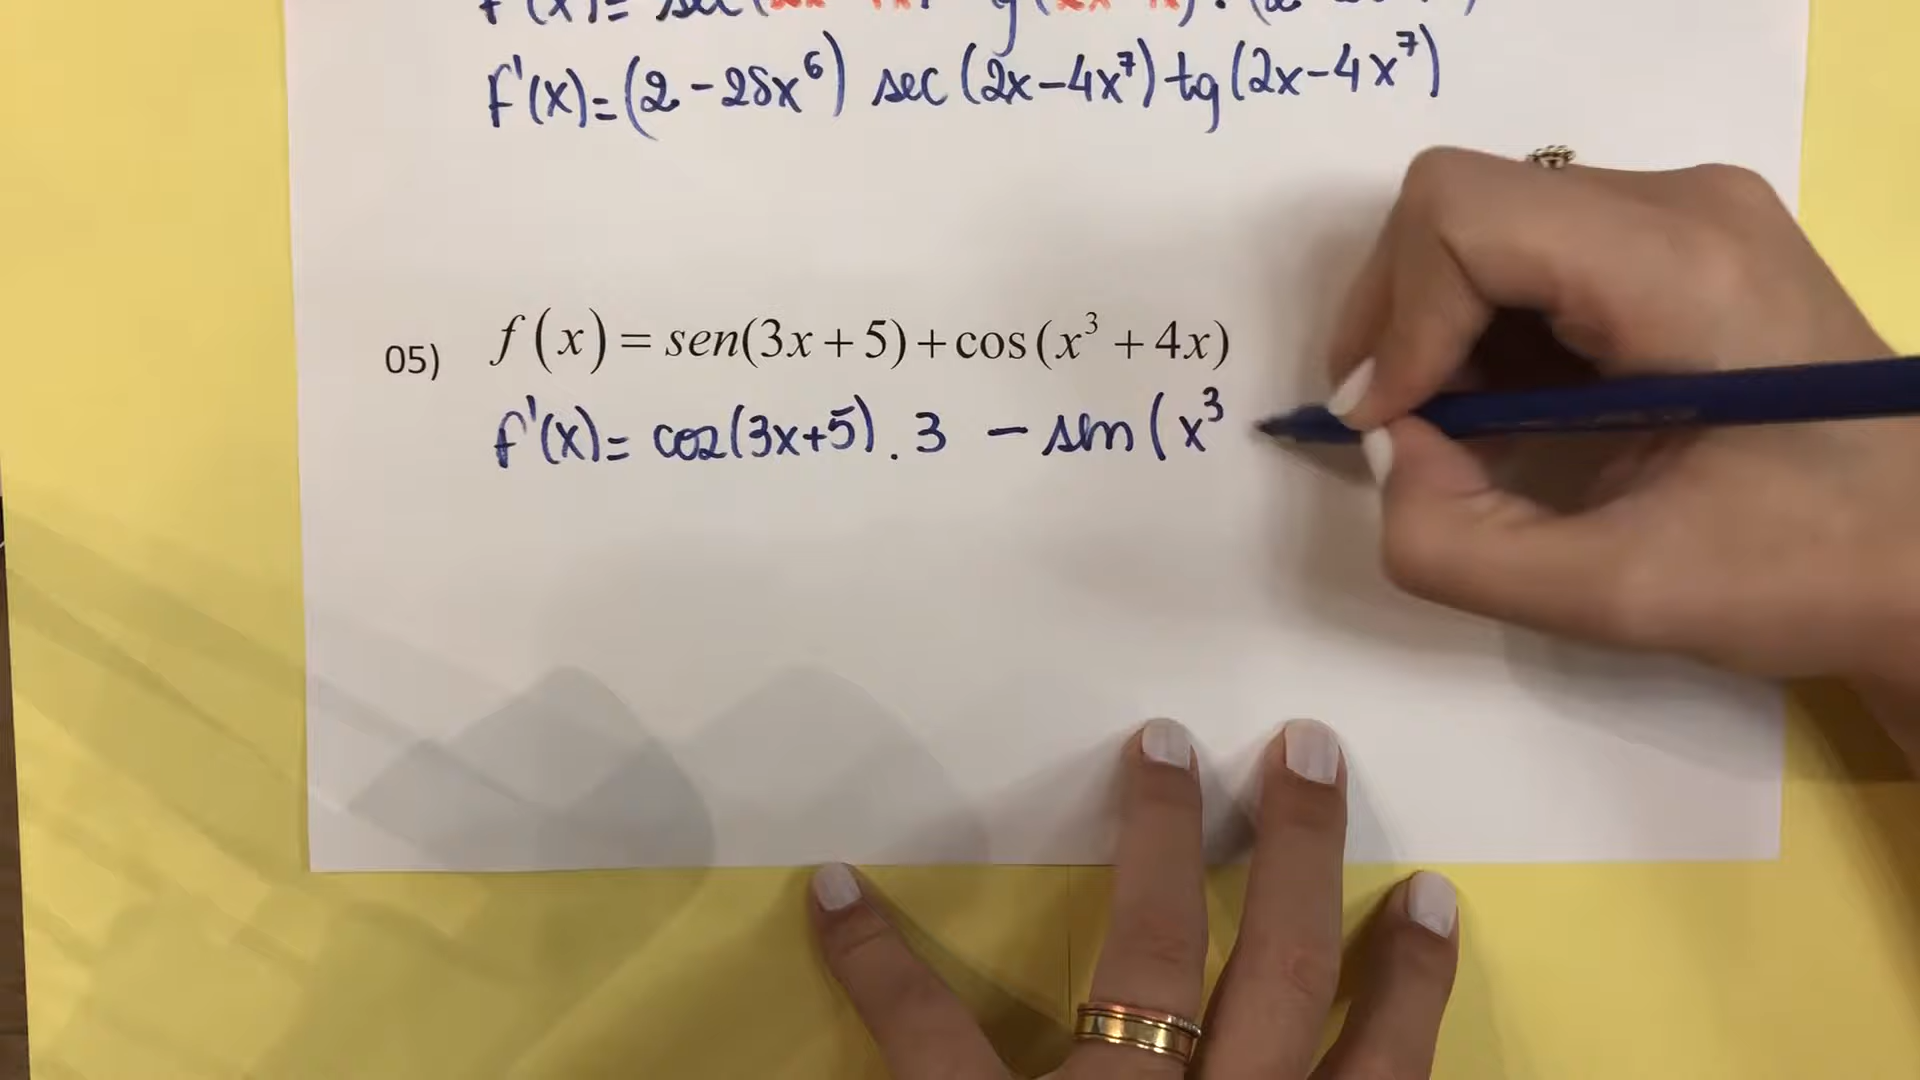 f'(x)= sec(
F'(x)=(2-28x⁶) sec(2x-4x⁷) tg(2x-4x⁷)
05) f(x)=sen(3x+5)+cos(x³+4x)
f'(x)= cos(3x+5).3 - sen(x³